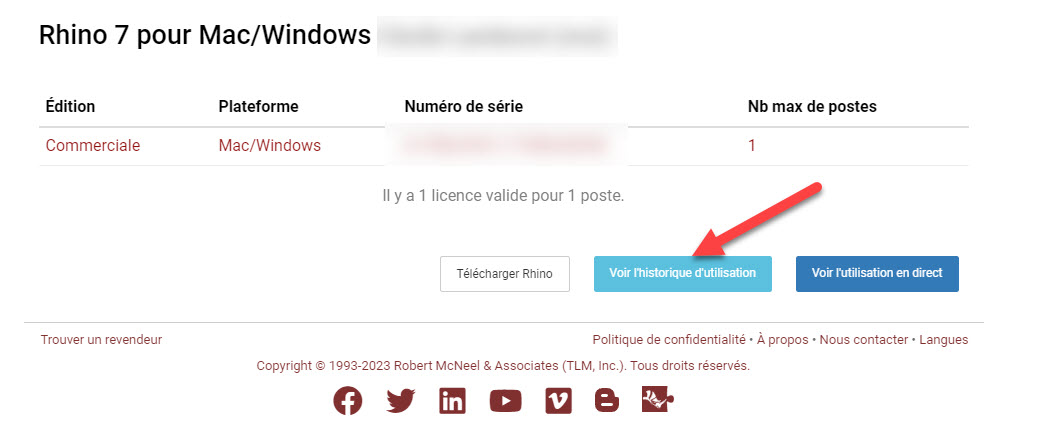 Rhino 7 pour Mac/Windows
Édition Plateforme Numéro de série Nb max de postes
Commerciale Mac/Windows 1
Il y a 1 licence valide pour 1 poste.
Télécharger Rhino Voir l'historique d'utilisation Voir l'utilisation en direct
Trouver un revendeur Politique de confidentialité • À propos • Nous contacter • Langues
Copyright © 1993-2023 Robert McNeel & Associates (TLM, Inc.). Tous droits réservés.